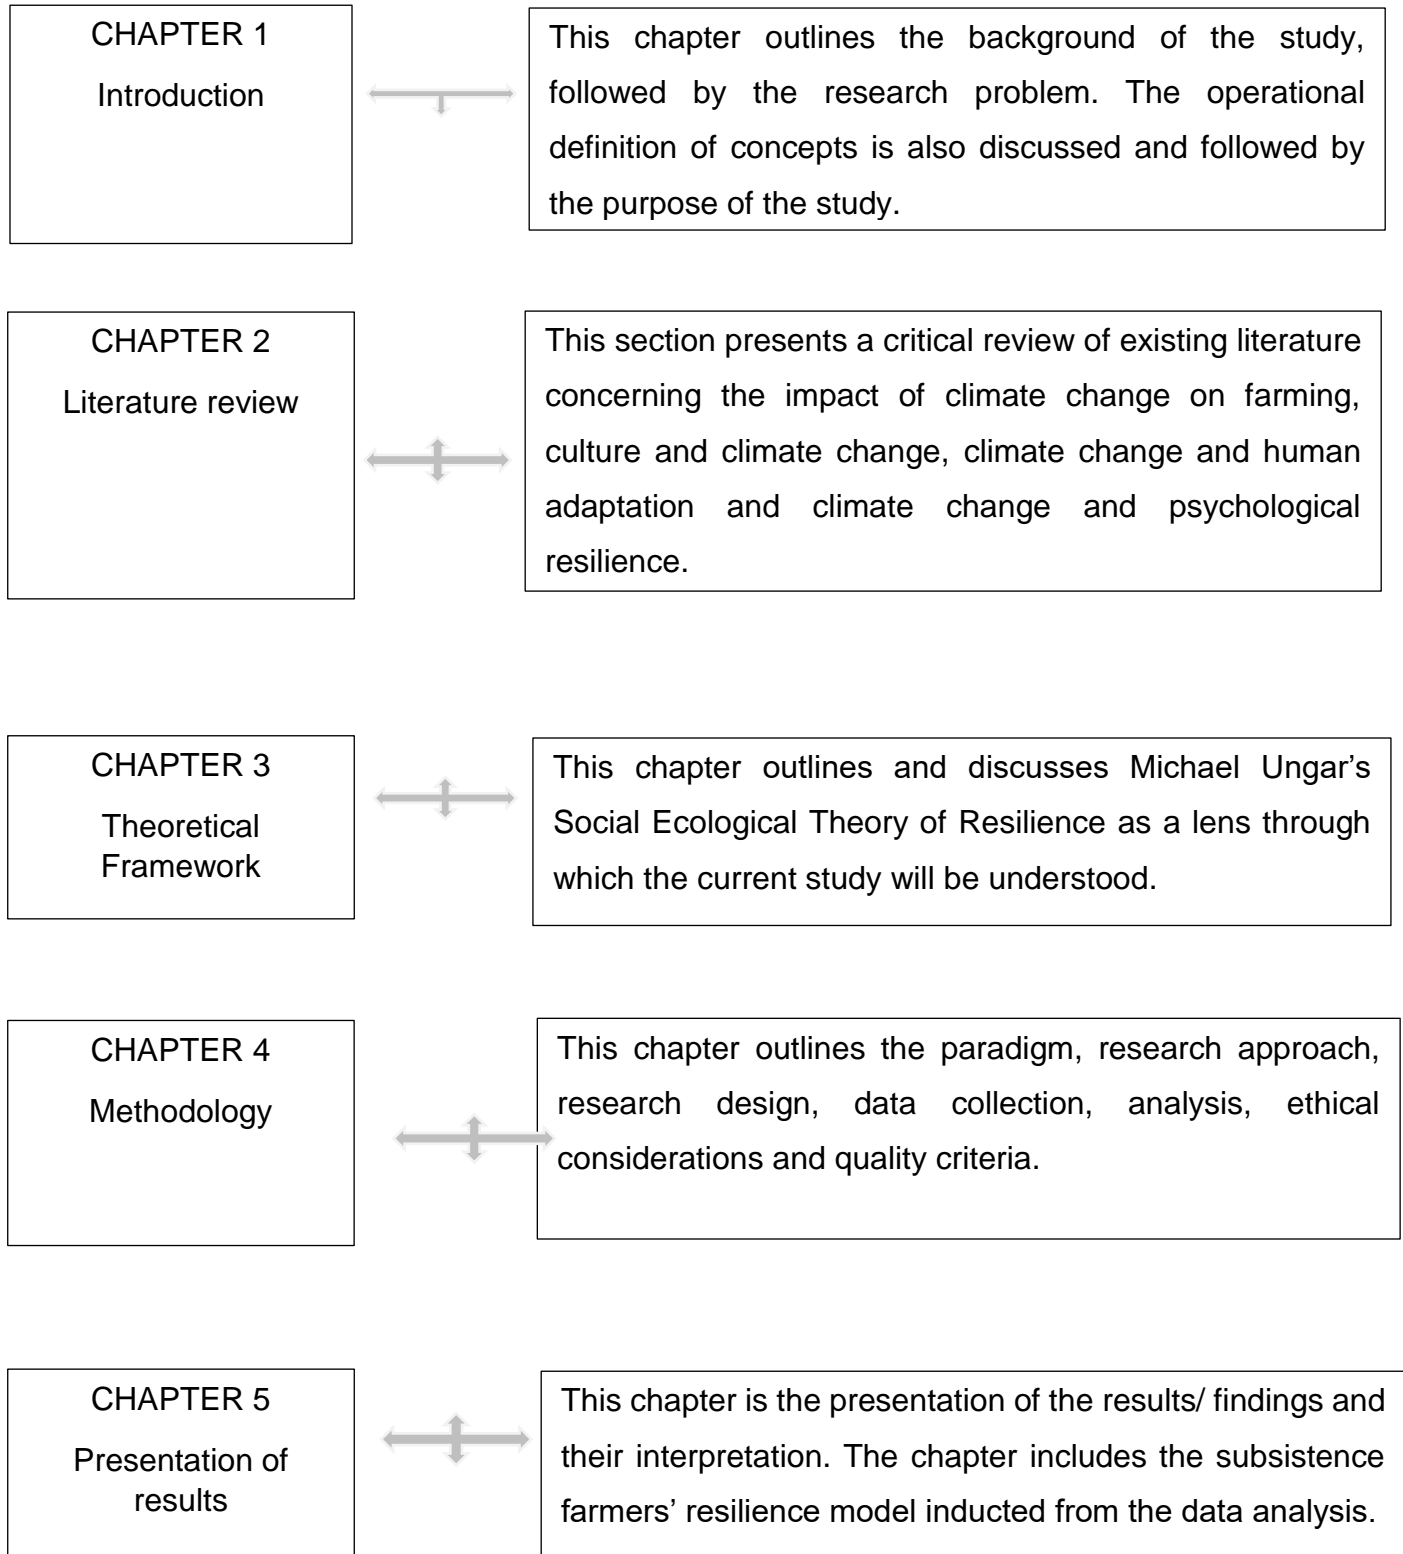 CHAPTER 1
Introduction
This chapter outlines the background of the study,
followed by the research problem. The operational
definition of concepts is also discussed and followed by
the purpose of the study.
CHAPTER 2
Literature review
This section presents a critical review of existing literature
concerning the impact of climate change on farming,
culture and climate change, climate change and human
adaptation and climate change and psychological
resilience.
CHAPTER 3
Theoretical
Framework
This chapter outlines and discusses Michael Ungar’s
Social Ecological Theory of Resilience as a lens through
which the current study will be understood.
CHAPTER 4
Methodology
This chapter outlines the paradigm, research approach,
research design, data collection, analysis, ethical
considerations and quality criteria.
CHAPTER 5
Presentation of
results
This chapter is the presentation of the results/ findings and
their interpretation. The chapter includes the subsistence
farmers’ resilience model inducted from the data analysis.